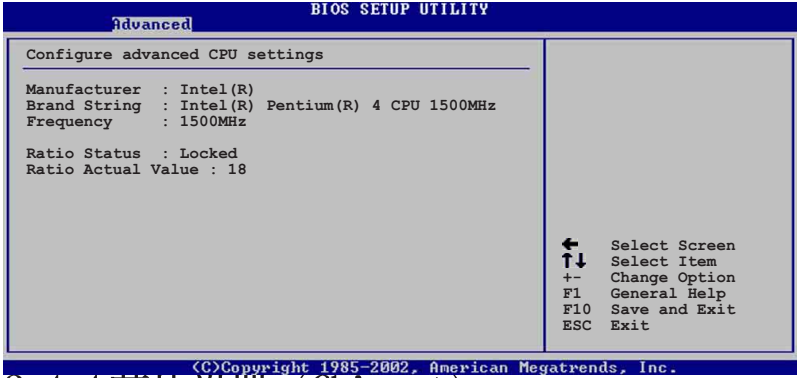 BIOS SETUP UTILITY
Advanced
Configure advanced CPU settings
Manufacturer : Intel(R)
Brand String : Intel(R) Pentium(R) 4 CPU 1500MHz
Frequency : 1500MHz
Ratio Status : Locked
Ratio Actual Value : 18
← Select Screen
↑↓ Select Item
+- Change Option
F1 General Help
F10 Save and Exit
ESC Exit
(C)Copyright 1985-2002, American Megatrends, Inc.